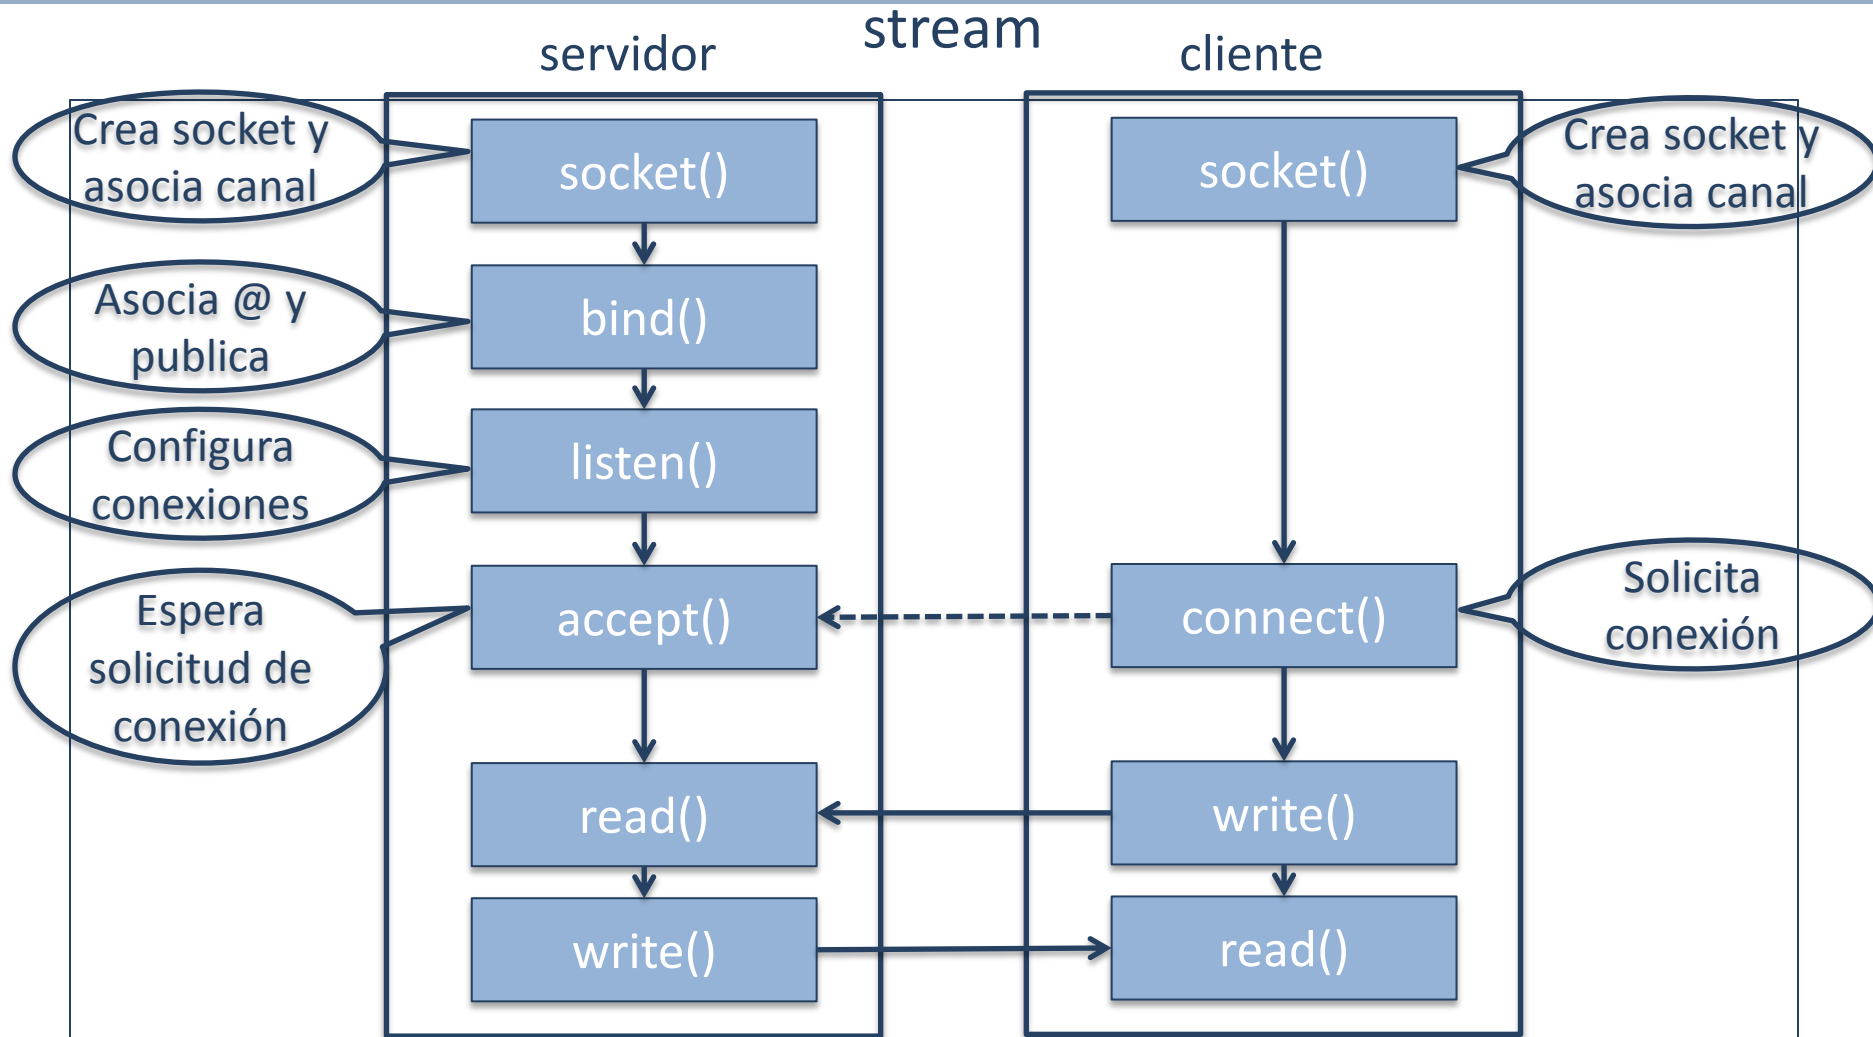 stream
servidor
cliente
Crea socket y
asocia canal
socket()
socket()
Crea socket y
asocia canal
Asocia @ y
publica
bind()
Configura
conexiones
listen()
Espera
solicitud de
conexión
accept()
connect()
Solicita
conexión
read()
write()
write()
read()